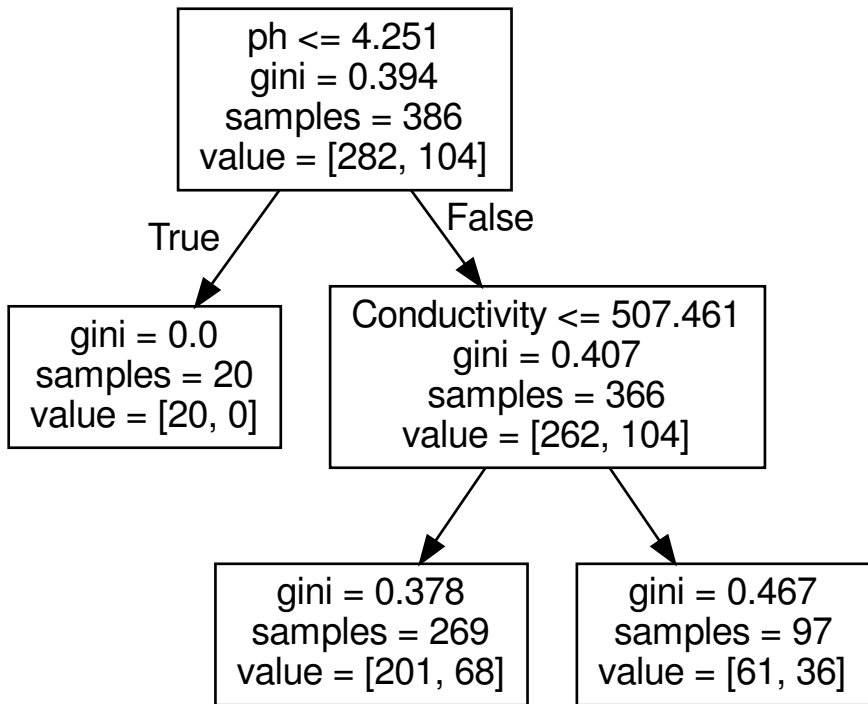 ph <= 4.251
gini = 0.394
samples = 386
value = [282, 104]
True
False
gini = 0.0
samples = 20
value = [20, 0]
Conductivity <= 507.461
gini = 0.407
samples = 366
value = [262, 104]
gini = 0.378
samples = 269
value = [201, 68]
gini = 0.467
samples = 97
value = [61, 36]